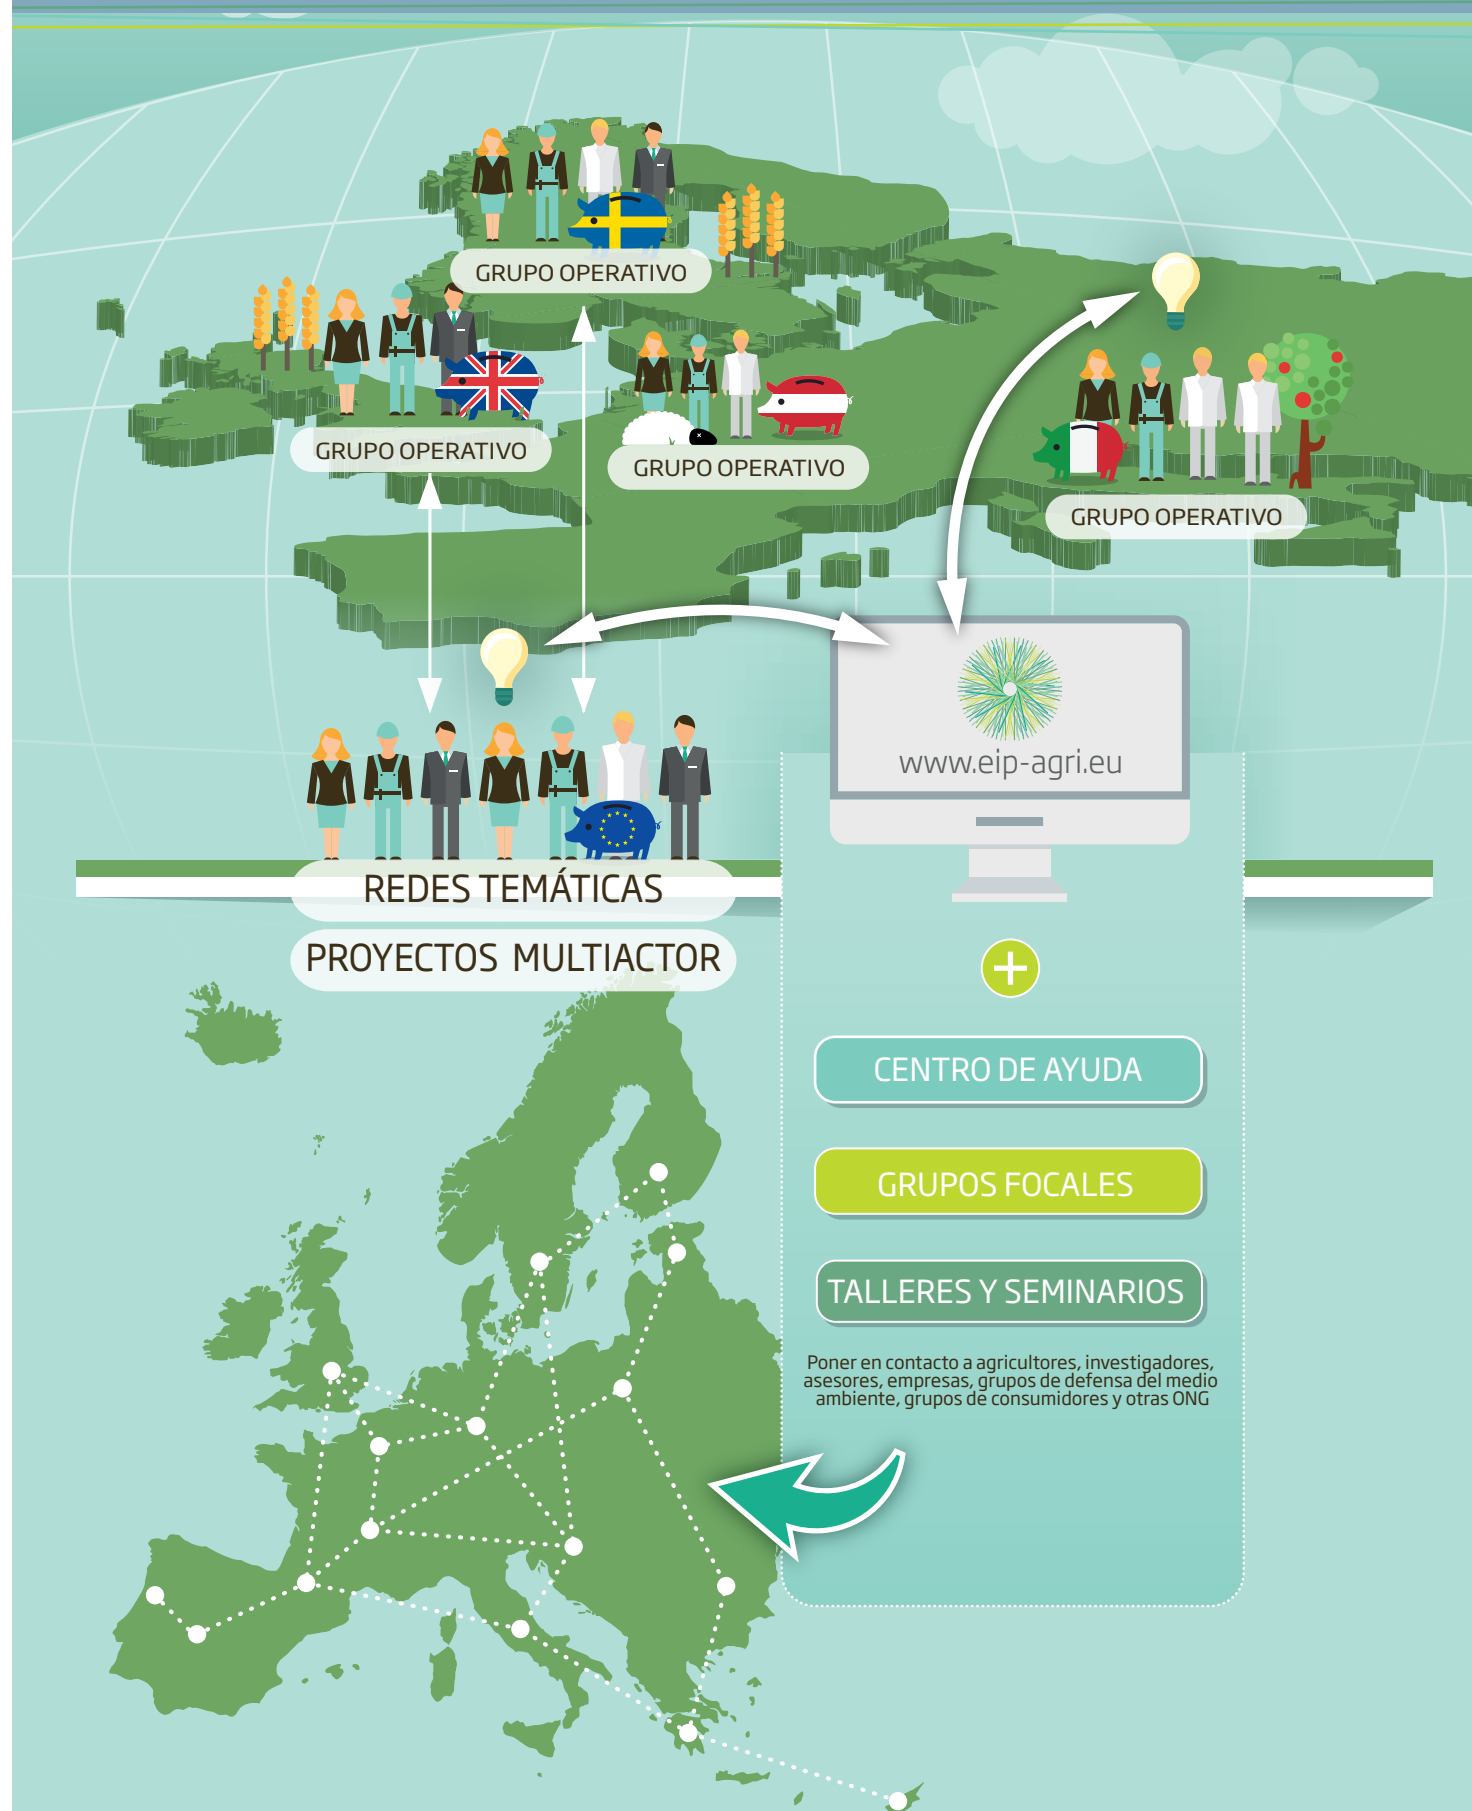 GRUPO OPERATIVO
GRUPO OPERATIVO
GRUPO OPERATIVO
GRUPO OPERATIVO
www.eip-agri.eu
REDES TEMÁTICAS
PROYECTOS MULTIACTOR
CENTRO DE AYUDA
GRUPOS FOCALES
TALLERES Y SEMINARIOS
Poner en contacto a agricultores, investigadores,
asesores, empresas, grupos de defensa del medio
ambiente, grupos de consumidores y otras ONG